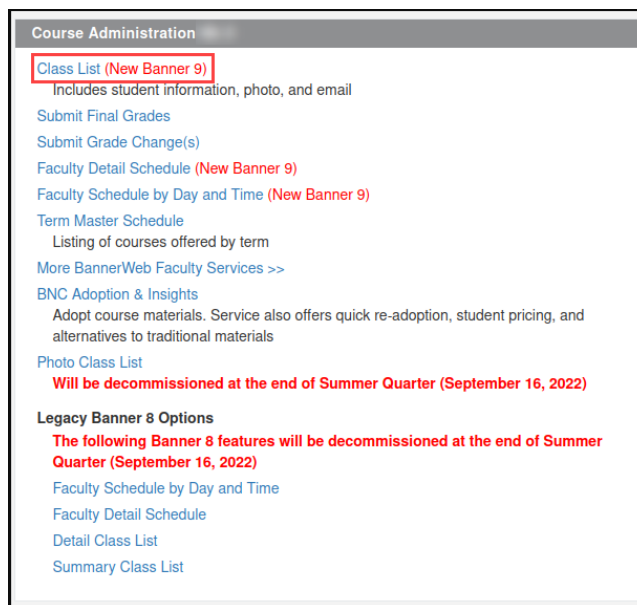 Course Administration
Class List (New Banner 9)
Includes student information, photo, and email
Submit Final Grades
Submit Grade Change(s)
Faculty Detail Schedule (New Banner 9)
Faculty Schedule by Day and Time (New Banner 9)
Term Master Schedule
Listing of courses offered by term
More BannerWeb Faculty Services >>
BNC Adoption & Insights
Adopt course materials. Service also offers quick re-adoption, student pricing, and
alternatives to traditional materials
Photo Class List
Will be decommissioned at the end of Summer Quarter (September 16, 2022)
Legacy Banner 8 Options
The following Banner 8 features will be decommissioned at the end of Summer
Quarter (September 16, 2022)
Faculty Schedule by Day and Time
Faculty Detail Schedule
Detail Class List
Summary Class List